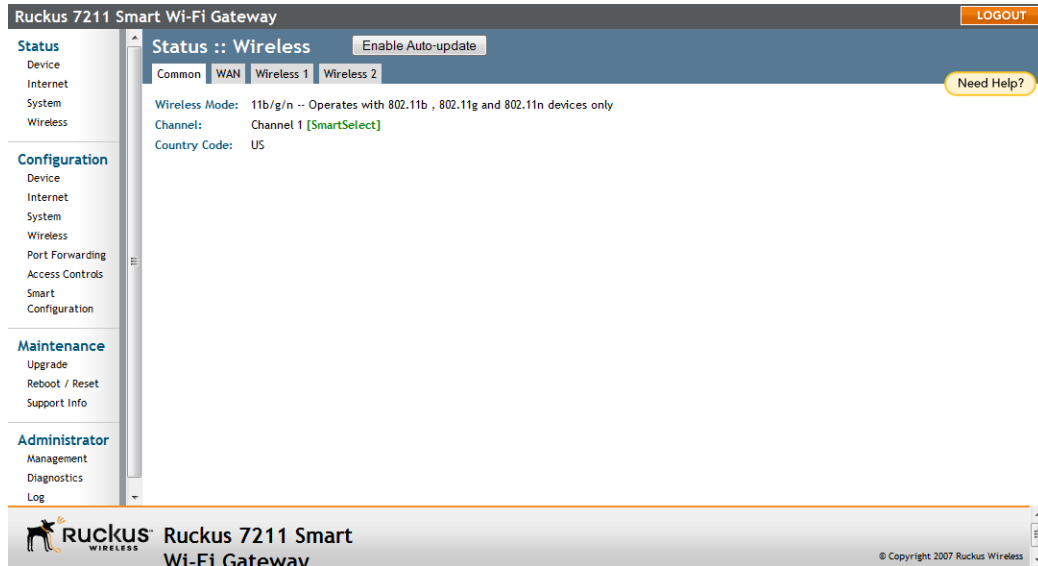 Ruckus 7211 Smart Wi-Fi Gateway
LOGOUT
Status
Device
Internet
System
Wireless
Configuration
Device
Internet
System
Wireless
Port Forwarding
Access Controls
Smart
Configuration
Maintenance
Upgrade
Reboot / Reset
Support Info
Administrator
Management
Diagnostics
Log
Status :: Wireless
Enable Auto-update
Common WAN Wireless 1 Wireless 2
Need Help?
Wireless Mode: 11b/g/n -- Operates with 802.11b , 802.11g and 802.11n devices only
Channel: Channel 1 [SmartSelect]
Country Code: US
RUCKUS™
WIRELESS
Ruckus 7211 Smart
Wi-Fi Gateway
© Copyright 2007 Ruckus Wireless